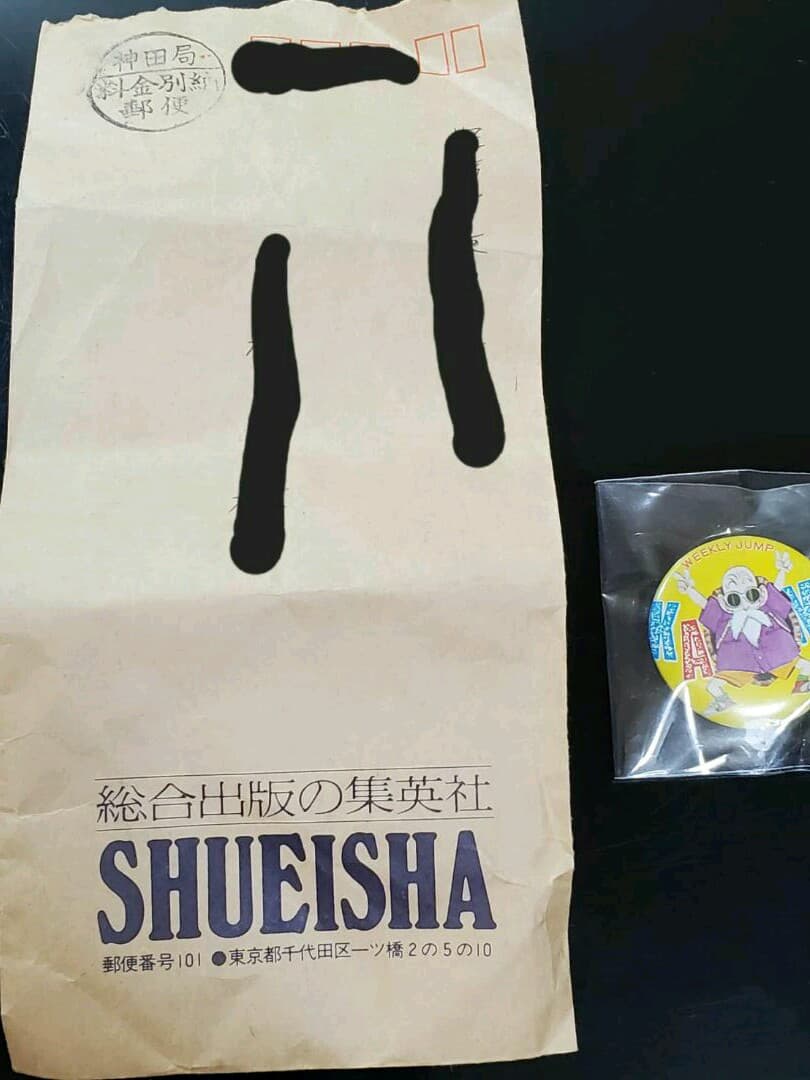 神田局
料金別納
郵便
総合出版の集英社
SHUEISHA
郵便番号101 ●東京都千代田区一ツ橋2の5の10
WEEKLY JUMP